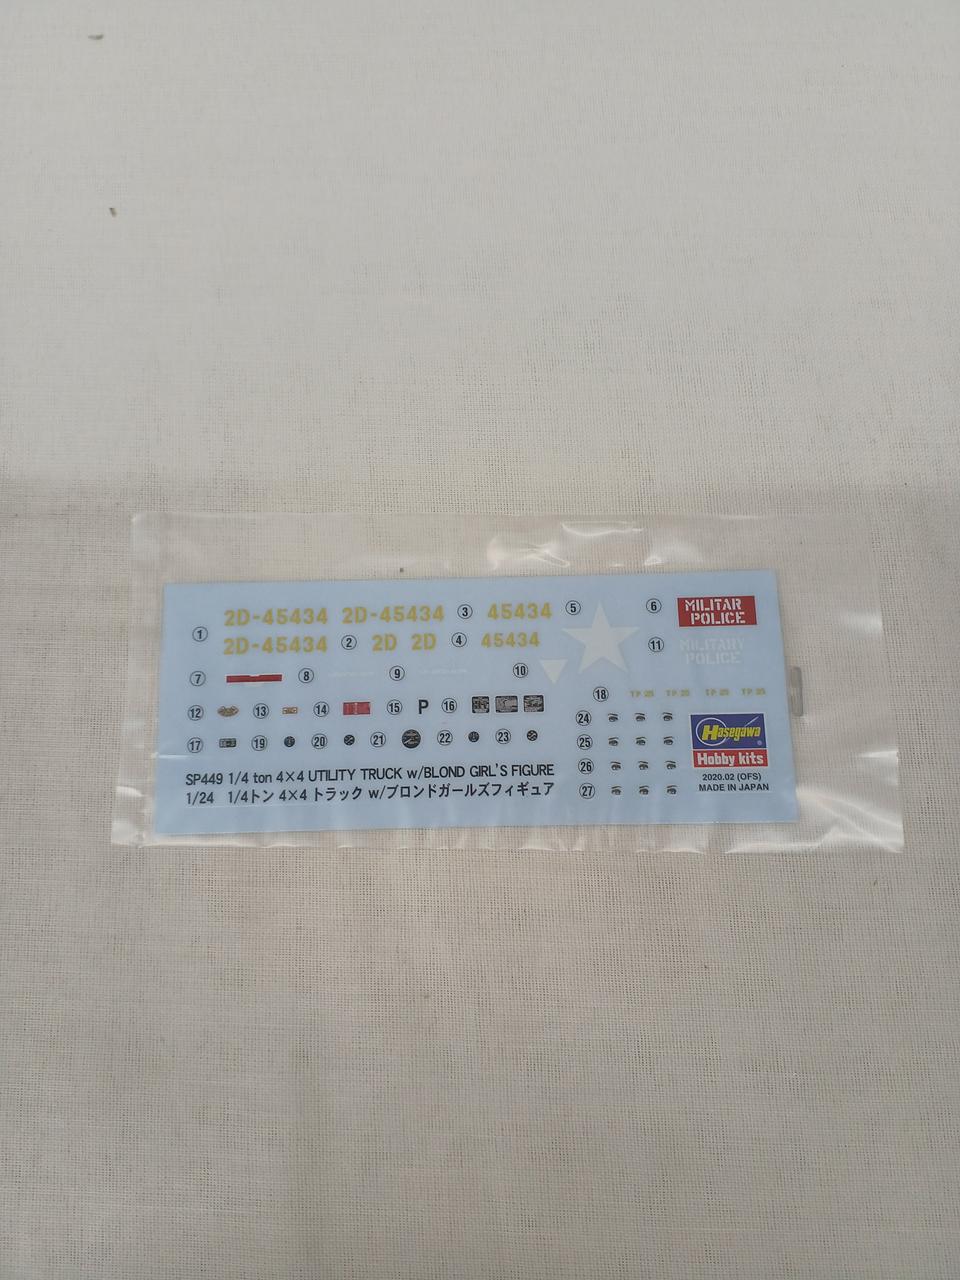 ① 2D-45434 2D-45434 ③ 45434 ⑤ ⑥ MILITAR POLICE
2D-45434 ② 2D 2D ④ 45434 ⑪ MILITARY POLICE
⑦ ⑧ ⑨ ⑩
⑱ TP 25 TP 25 TP 25 TP 25
⑫ ⑬ ⑭ ⑮ P ⑯ ㉔
⑰ ⑲ ⑳ ㉑ ㉒ ㉓ ㉕
㉖
㉗
Hasegawa
Hobby kits
SP449 1/4 ton 4×4 UTILITY TRUCK w/BLOND GIRL'S FIGURE
1/24 1/4トン 4×4 トラック w/ブロンドガールズフィギュア
2020.02 (OFS)
MADE IN JAPAN